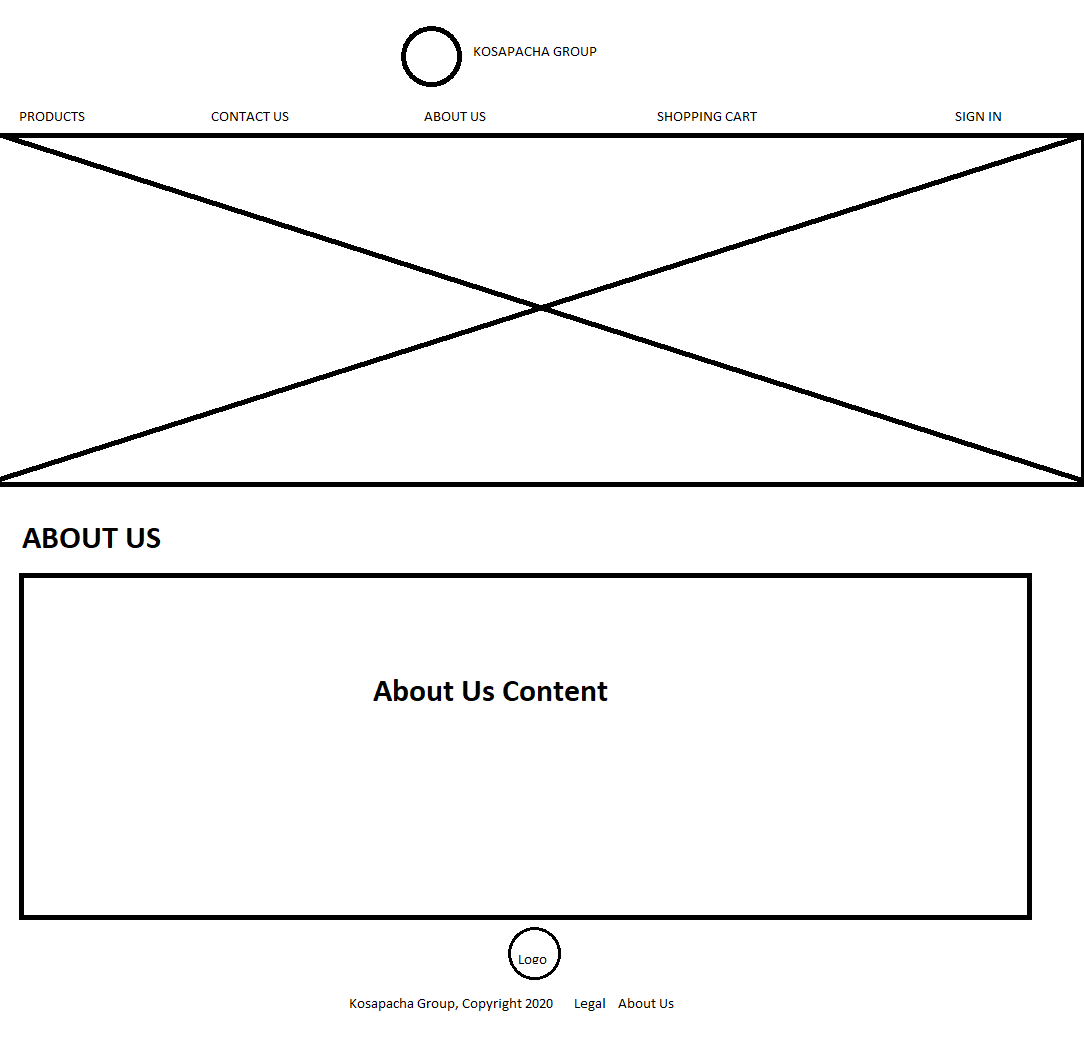 KOSAPACHA GROUP
PRODUCTS CONTACT US ABOUT US SHOPPING CART SIGN IN
ABOUT US
About Us Content
Logo
Kosapacha Group, Copyright 2020 Legal About Us